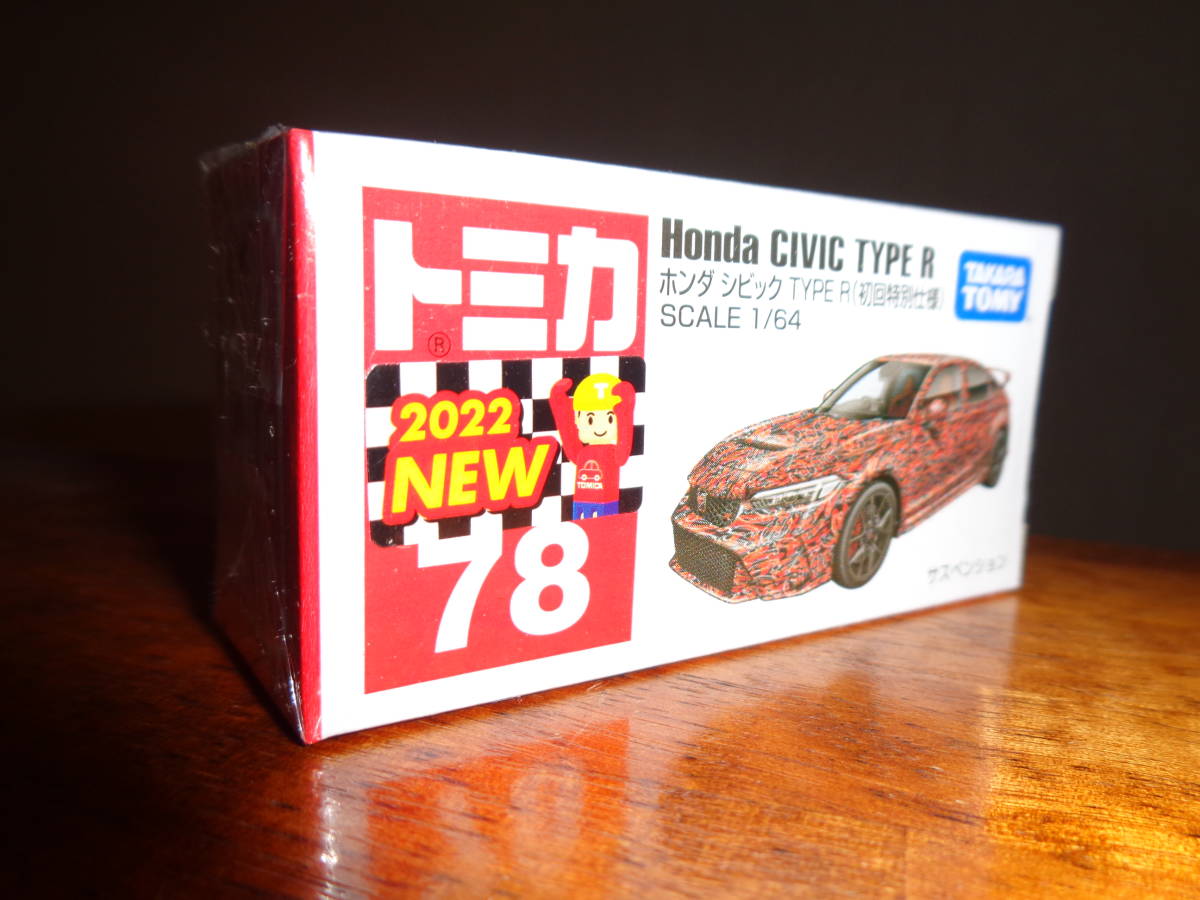 トミカ
®
2022
NEW
T
TOMICA
78
Honda CIVIC TYPE R
ホンダ シビック TYPE R(初回特別仕様)
SCALE 1/64
TAKARA
TOMY
サスペンション